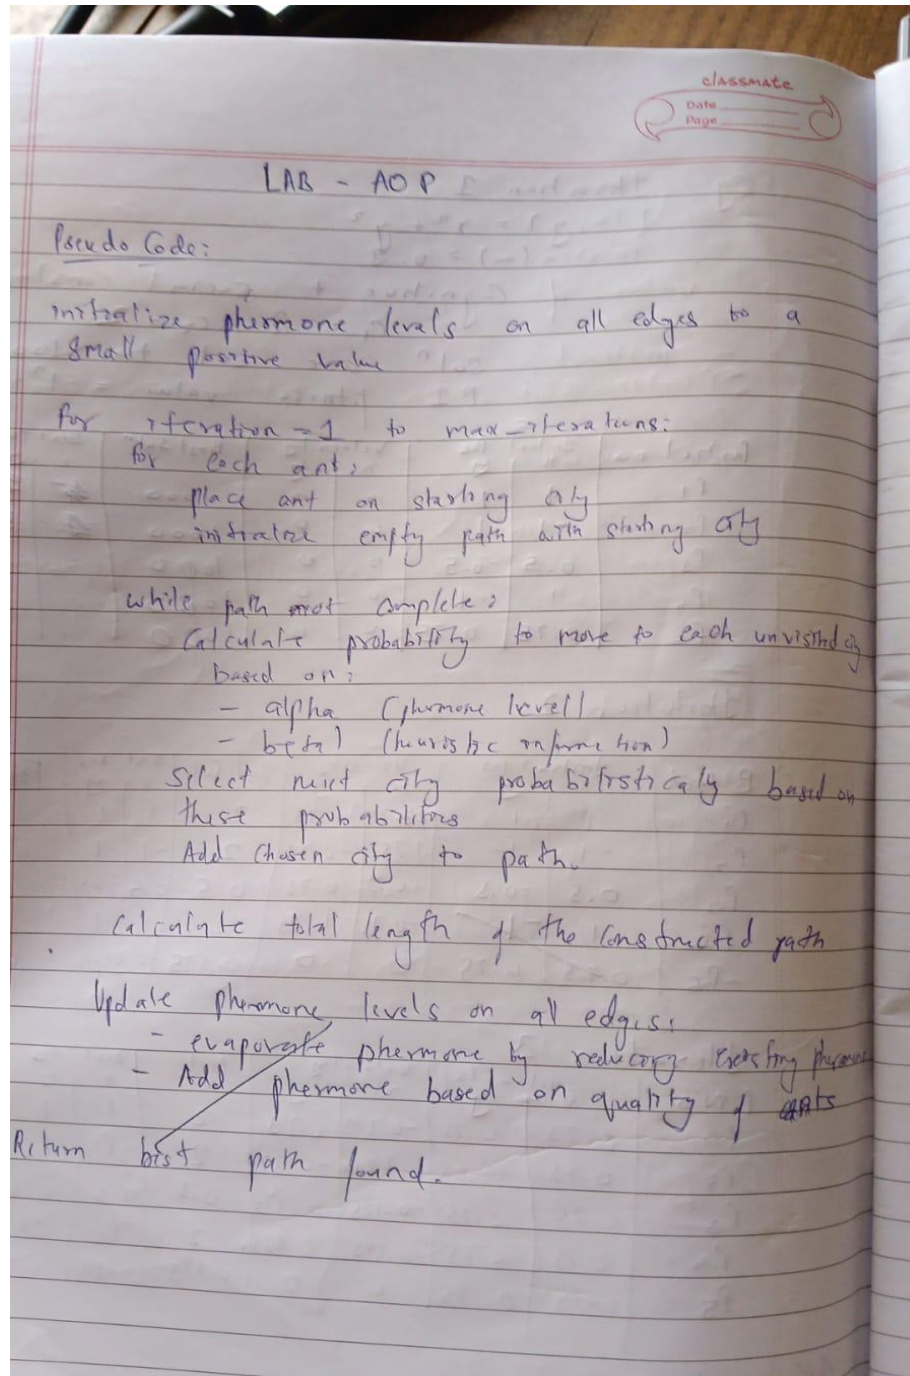 classmate
Date
Page
LAB - AOP
Pseudo Code:
initialize phermone levels on all edges to a
small positive value
for iteration = 1 to max_iterations:
for each ant:
place ant on starting city
initialize empty path with starting city
while path not complete:
Calculate probability to move to each unvisited city
based on:
- alpha (phermone level)
- beta) (heuristic information)
Select next city probabilisticaly based on
these probabilities
Add chosen city to path.
Calculate total length of the constructed path
Update phermone levels on all edges:
- evaporate phermone by reducing existing phermone
- Add phermone based on quality of
Return best path found.